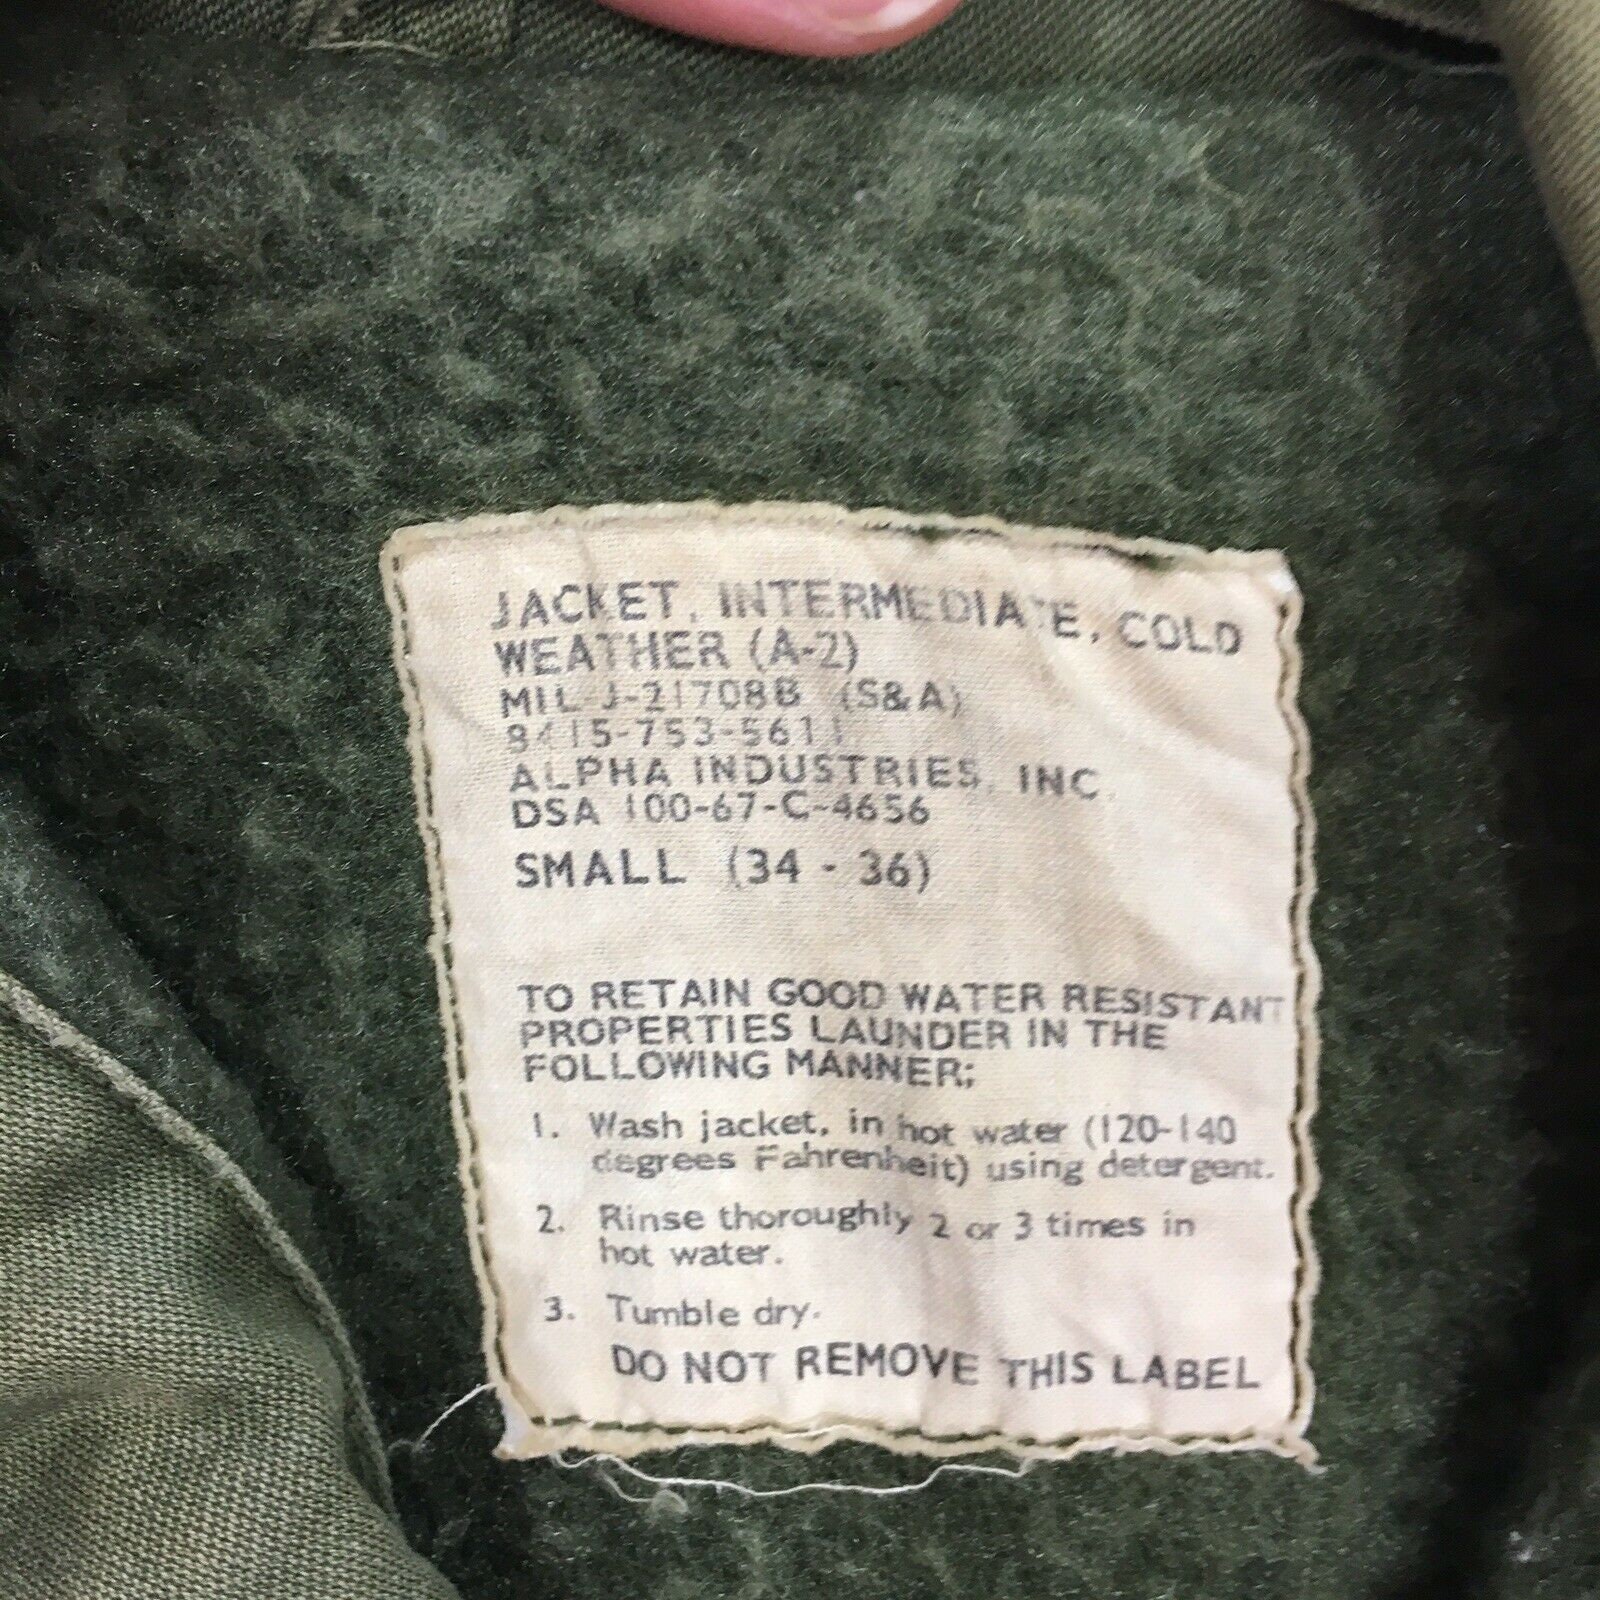 JACKET, INTERMEDIATE, COLD
WEATHER (A-2)
MIL-J-21708B (S&A)
8415-753-5611
ALPHA INDUSTRIES, INC.
DSA 100-67-C-4656
SMALL (34 - 36)
TO RETAIN GOOD WATER RESISTANT
PROPERTIES LAUNDER IN THE
FOLLOWING MANNER:
1. Wash jacket, in hot water (120-140
degrees Fahrenheit) using detergent.
2. Rinse thoroughly 2 or 3 times in
hot water.
3. Tumble dry.
DO NOT REMOVE THIS LABEL